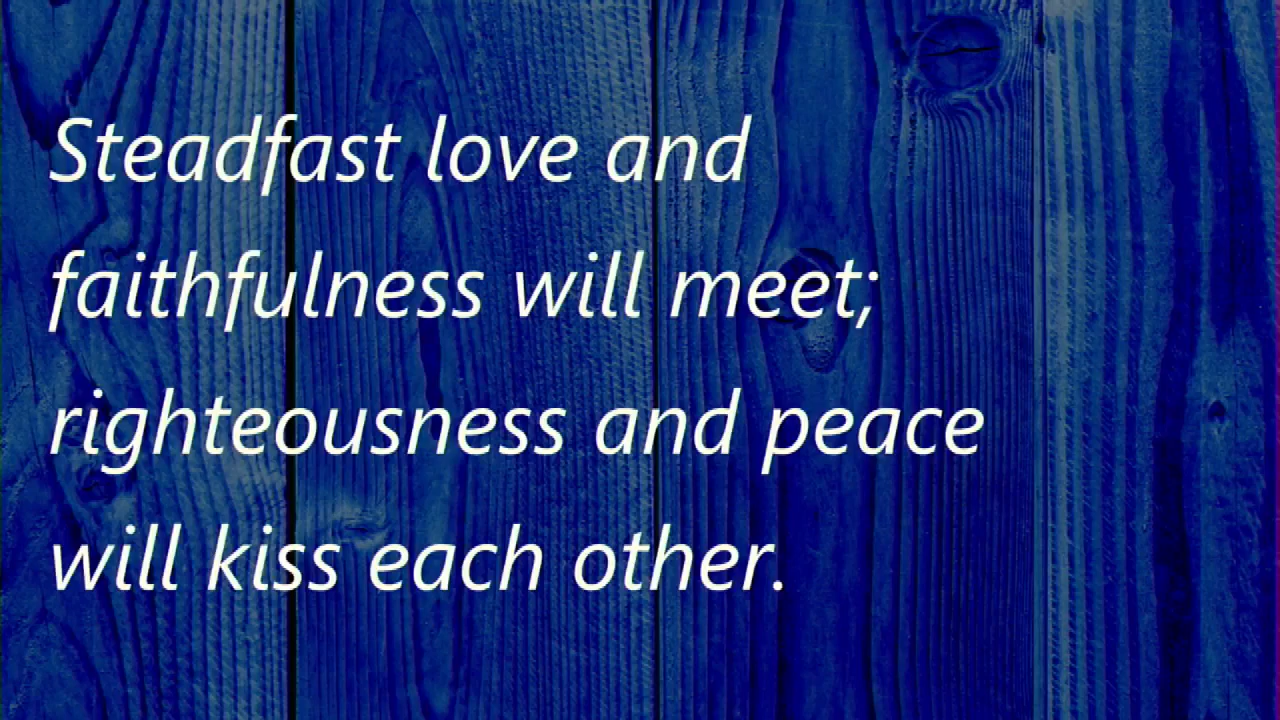 Steadfast love and
faithfulness will meet;
righteousness and peace
will kiss each other.